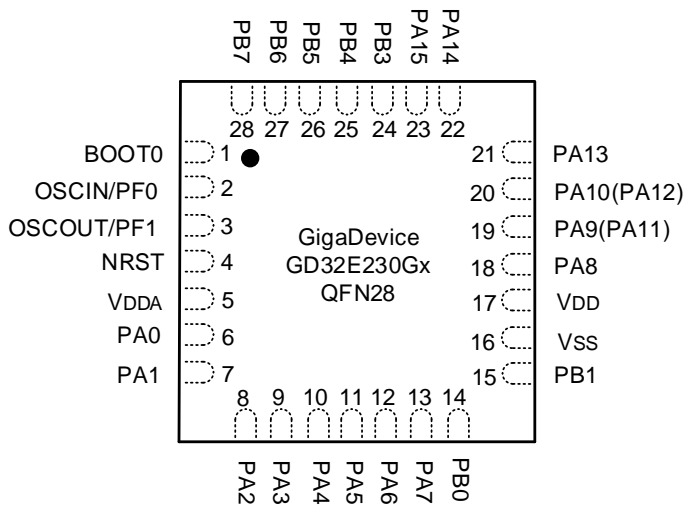 PB7 PB6 PB5 PB4 PB3 PA15 PA14
28 27 26 25 24 23 22
BOOT0 1
OSCIN/PF0 2
OSCOUT/PF1 3
NRST 4
VDDA 5
PA0 6
PA1 7
GigaDevice
GD32E230Gx
QFN28
21 PA13
20 PA10(PA12)
19 PA9(PA11)
18 PA8
17 VDD
16 VSS
15 PB1
8 9 10 11 12 13 14
PA2 PA3 PA4 PA5 PA6 PA7 PB0